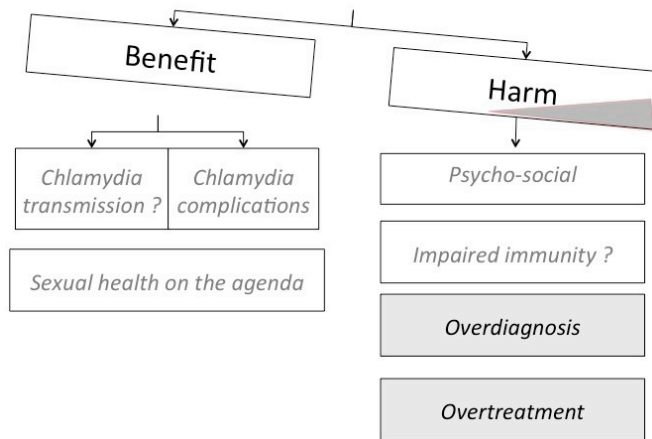 Benefit
Harm
Chlamydia
transmission ?
Chlamydia
complications
Sexual health on the agenda
Psycho-social
Impaired immunity ?
Overdiagnosis
Overtreatment